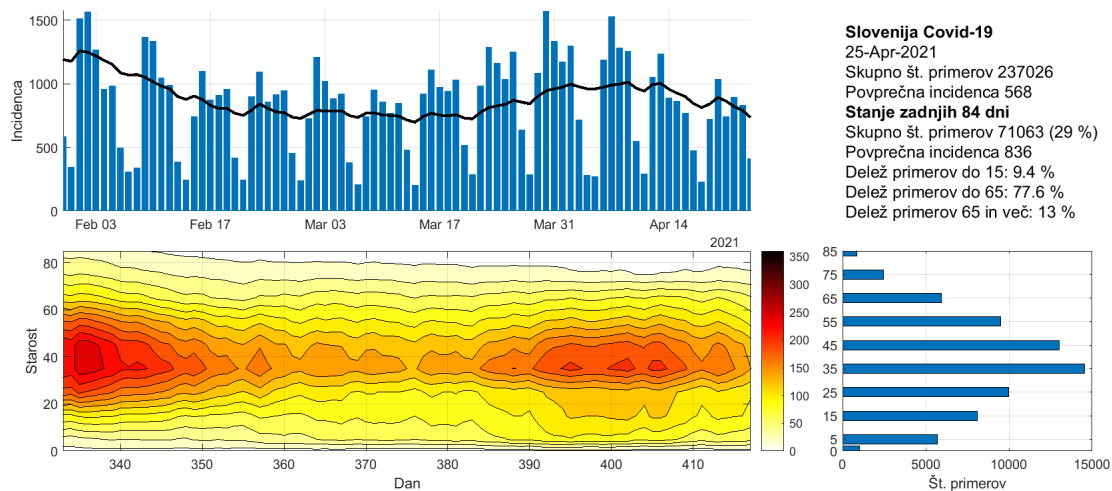 1500
1000
500
0
Incidenca
Feb 03 Feb 17 Mar 03 Mar 17 Mar 31 Apr 14
2021
Slovenija Covid-19
25-Apr-2021
Skupno št. primerov 237026
Povprečna incidenca 568
Stanje zadnjih 84 dni
Skupno št. primerov 71063 (29 %)
Povprečna incidenca 836
Delež primerov do 15: 9.4 %
Delež primerov do 65: 77.6 %
Delež primerov 65 in več: 13 %
80
60
40
20
0
Starost
340 350 360 370 380 390 400 410
Dan
350
300
250
200
150
100
50
0
85
75
65
55
45
35
25
15
5
0
0 5000 10000 15000
Št. primerov